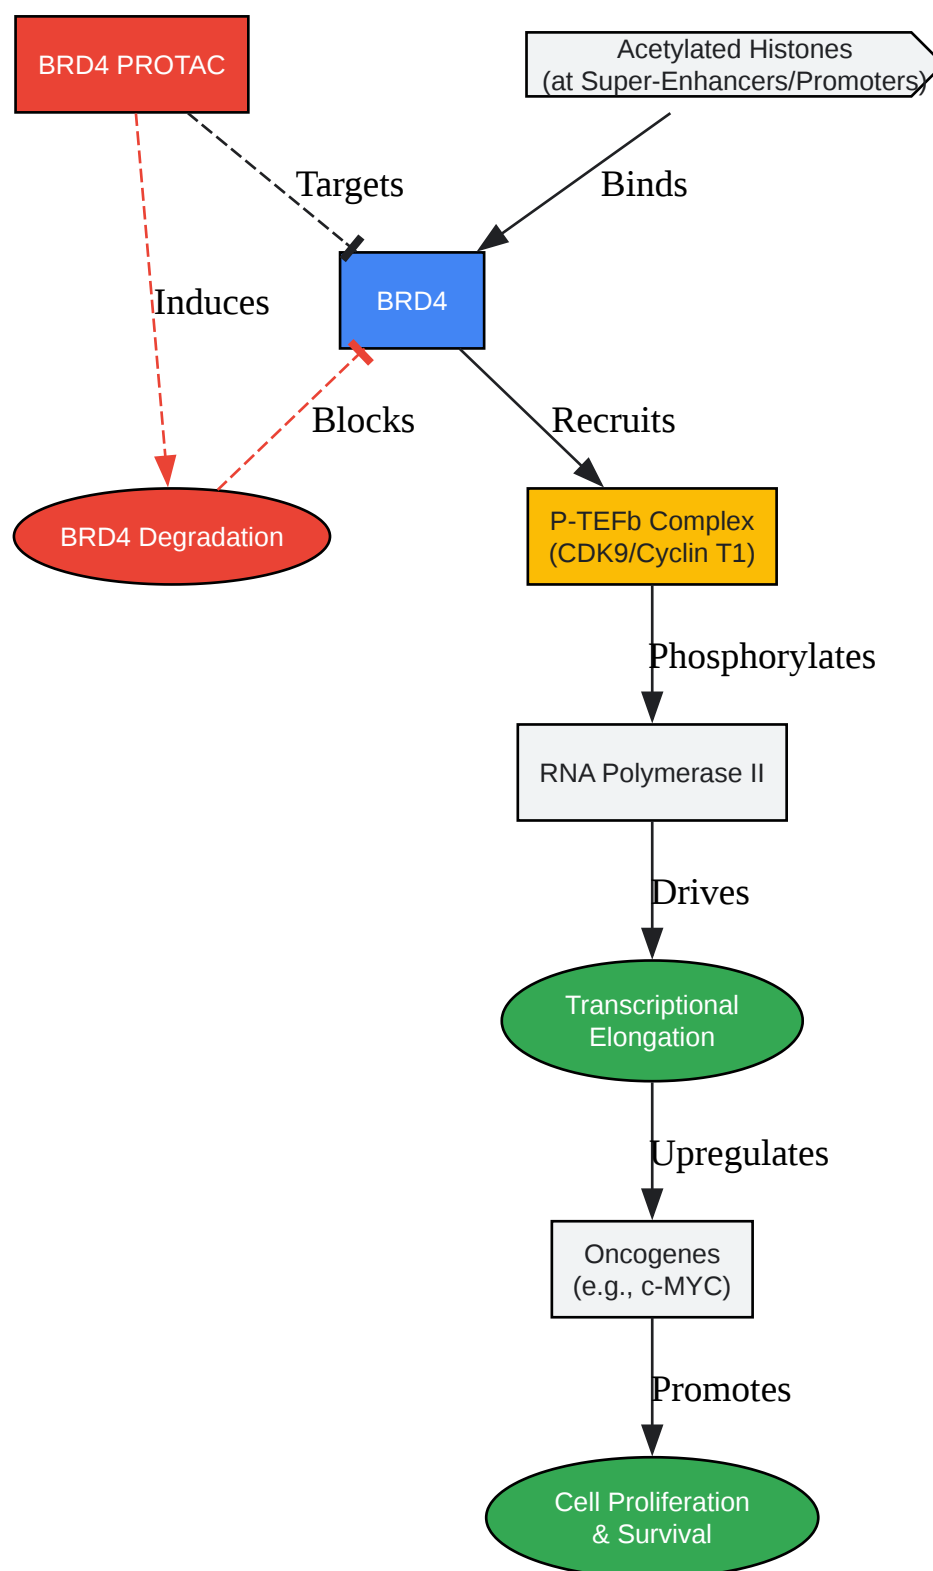 BRD4 PROTAC
Acetylated Histones
(at Super-Enhancers/Promoters)
Targets
Binds
Induces
BRD4
Blocks
Recruits
BRD4 Degradation
P-TEFb Complex
(CDK9/Cyclin T1)
Phosphorylates
RNA Polymerase II
Drives
Transcriptional
Elongation
Upregulates
Oncogenes
(e.g., c-MYC)
Promotes
Cell Proliferation
& Survival